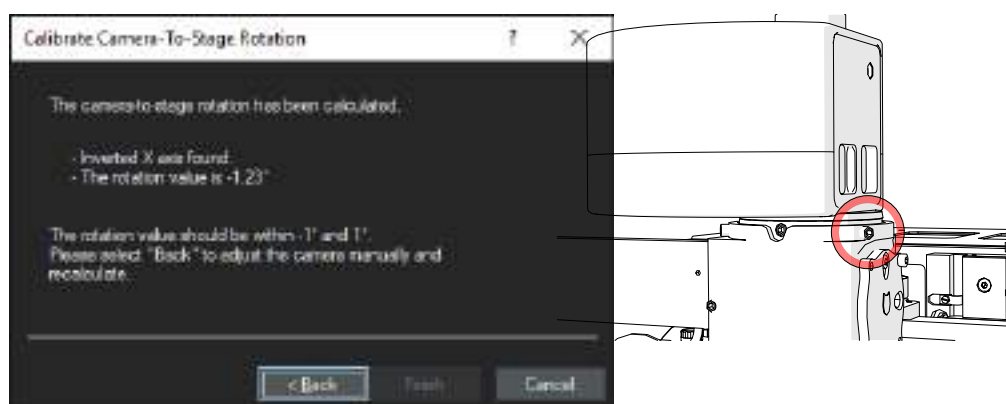 Calibrate Camera-To-Stage Rotation ? X
The camera-to-stage rotation has been calculated.
- Inverted X axis found.
- The rotation value is -1.23°
The rotation value should be within -1° and 1°.
Please select "Back" to adjust the camera manually and
recalculate.
< Back Finish Cancel